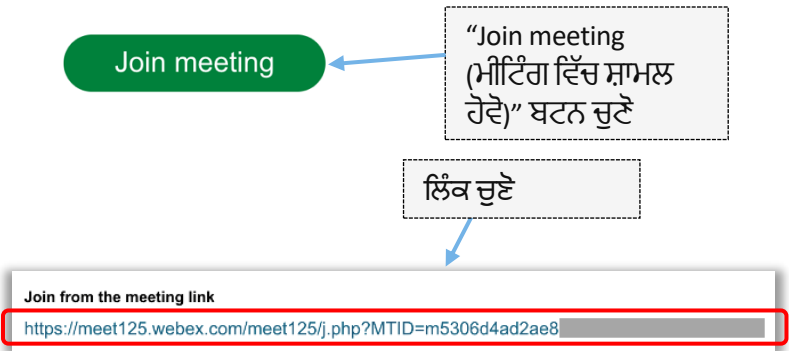 Join meeting
“Join meeting
(ਮੀਟਿੰਗ ਵਿੱਚ ਸ਼ਾਮਲ
ਹੋਵੋ)” ਬਟਨ ਚੁਣੋ
ਲਿੰਕ ਚੁਣੋ
Join from the meeting link
https://meet125.webex.com/meet125/j.php?MTID=m5306d4ad2ae8